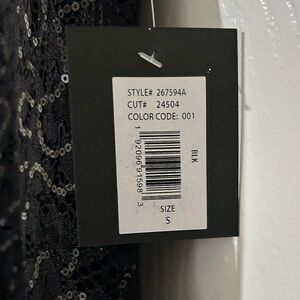 STYLE# 267594A
CUT# 24504
COLOR CODE: 001
1 92096 91598 3
BLK
SIZE
S